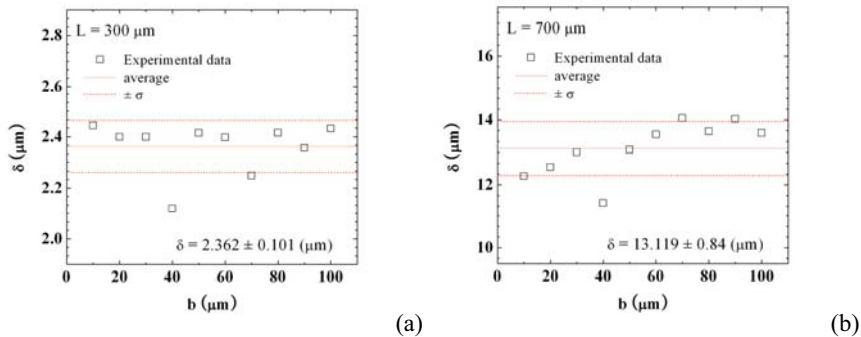 L = 300 μm
Experimental data
average
± σ
δ = 2.362 ± 0.101 (μm)
2.8
2.6
2.4
2.2
2.0
δ (μm)
0 20 40 60 80 100
b (μm)
(a)
L = 700 μm
Experimental data
average
± σ
δ = 13.119 ± 0.84 (μm)
16
14
12
10
δ (μm)
0 20 40 60 80 100
b (μm)
(b)